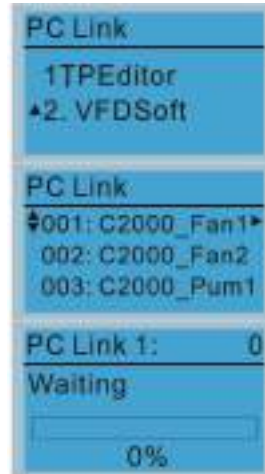 PC Link
1TPEditor
▲2. VFDSoft
PC Link
001: C2000_Fan1►
002: C2000_Fan2
003: C2000_Pum1
PC Link 1: 0
Waiting
0%